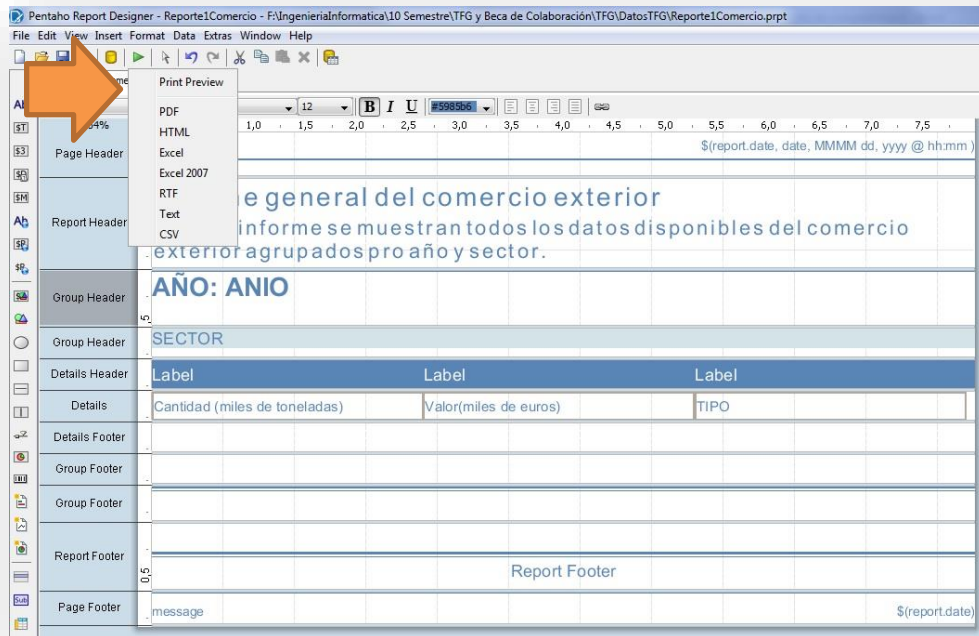 Pentaho Report Designer - Reporte1Comercio - F:\IngenieriaInformatica\10 Semestre\TFG y Beca de Colaboración\TFG\DatosTFG\Reporte1Comercio.prpt
File Edit View Insert Format Data Extras Window Help
Print Preview
PDF
HTML
Excel
Excel 2007
RTF
Text
CSV
12 B I U #5985b6
1,0 1,5 2,0 2,5 3,0 3,5 4,0 4,5 5,0 5,5 6,0 6,5 7,0 7,5
Page Header $(report.date, date, MMMM dd, yyyy @ hh:mm )
e general del comercio exterior
Report Header informe se muestran todos los datos disponibles del comercio
exterior agrupados pro año y sector.
Group Header AÑO: ANIO
Group Header SECTOR
Details Header Label Label Label
Details Cantidad (miles de toneladas) Valor(miles de euros) TIPO
Details Footer
Group Footer
Group Footer
Report Footer Report Footer
0,5
Page Footer message $(report.date)